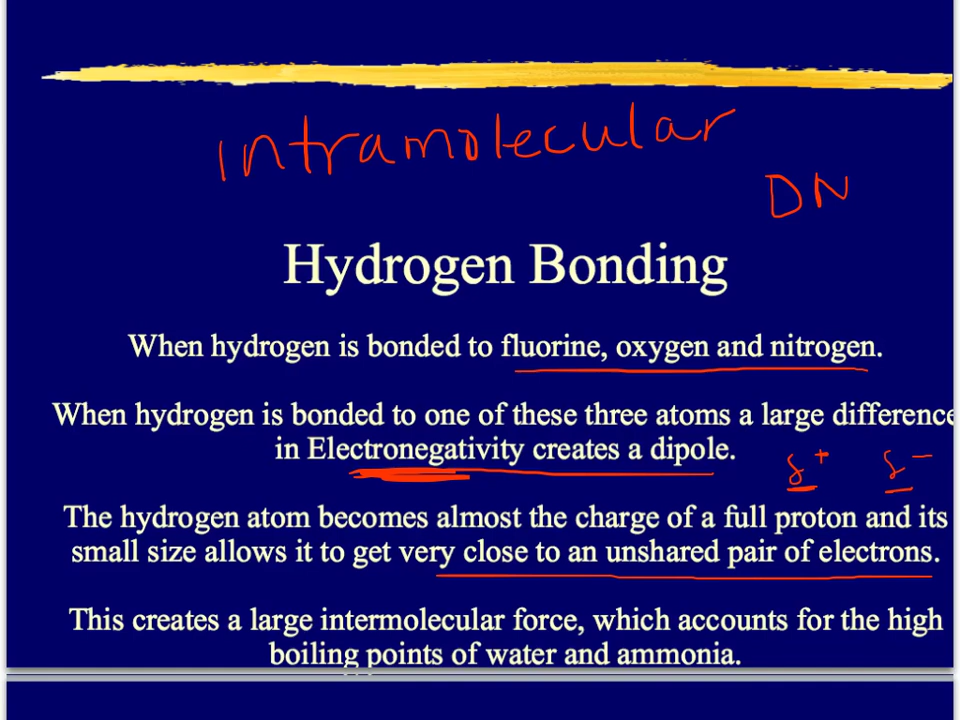 intramolecular
DN
Hydrogen Bonding
When hydrogen is bonded to fluorine, oxygen and nitrogen.
When hydrogen is bonded to one of these three atoms a large difference
in Electronegativity creates a dipole.
δ+ δ−
The hydrogen atom becomes almost the charge of a full proton and its
small size allows it to get very close to an unshared pair of electrons.
This creates a large intermolecular force, which accounts for the high
boiling points of water and ammonia.